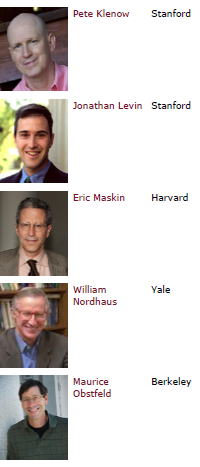 Pete Klenow Stanford
Jonathan Levin Stanford
Eric Maskin Harvard
William Yale
Nordhaus
Maurice Berkeley
Obstfeld